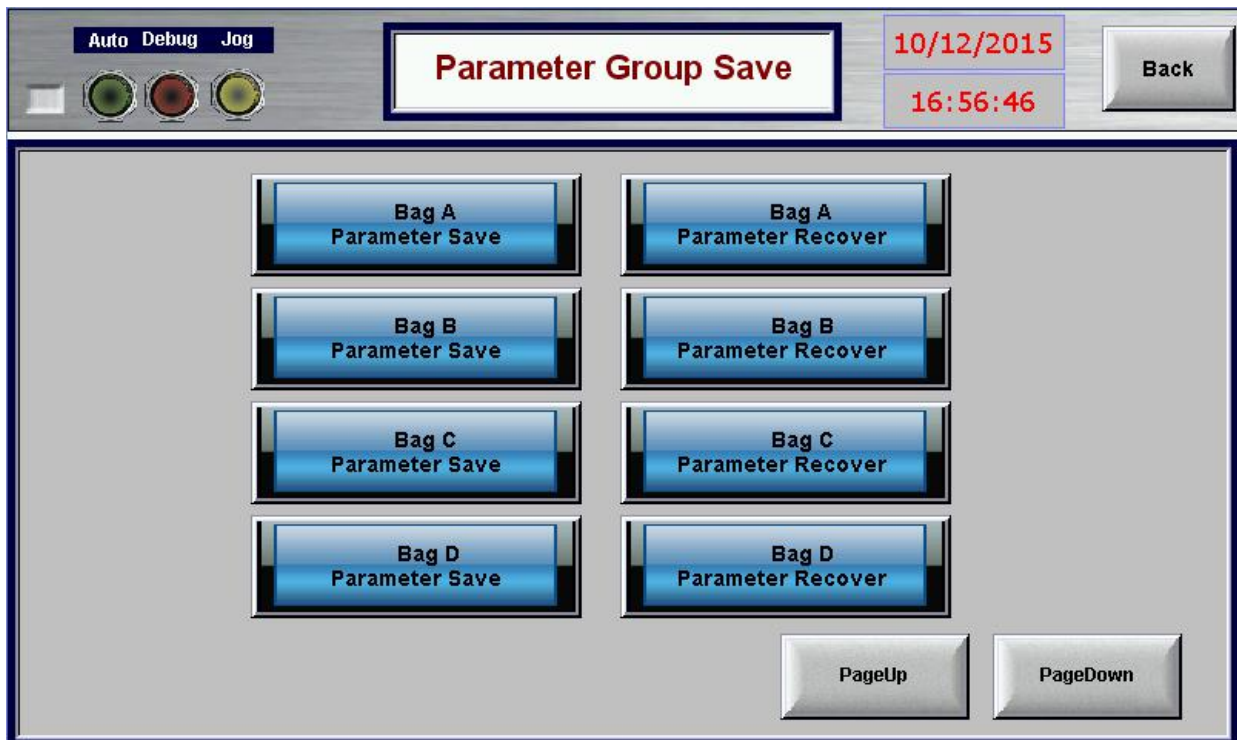 Auto Debug Jog
Parameter Group Save
10/12/2015
16:56:46
Back
Bag A
Parameter Save
Bag A
Parameter Recover
Bag B
Parameter Save
Bag B
Parameter Recover
Bag C
Parameter Save
Bag C
Parameter Recover
Bag D
Parameter Save
Bag D
Parameter Recover
PageUp
PageDown